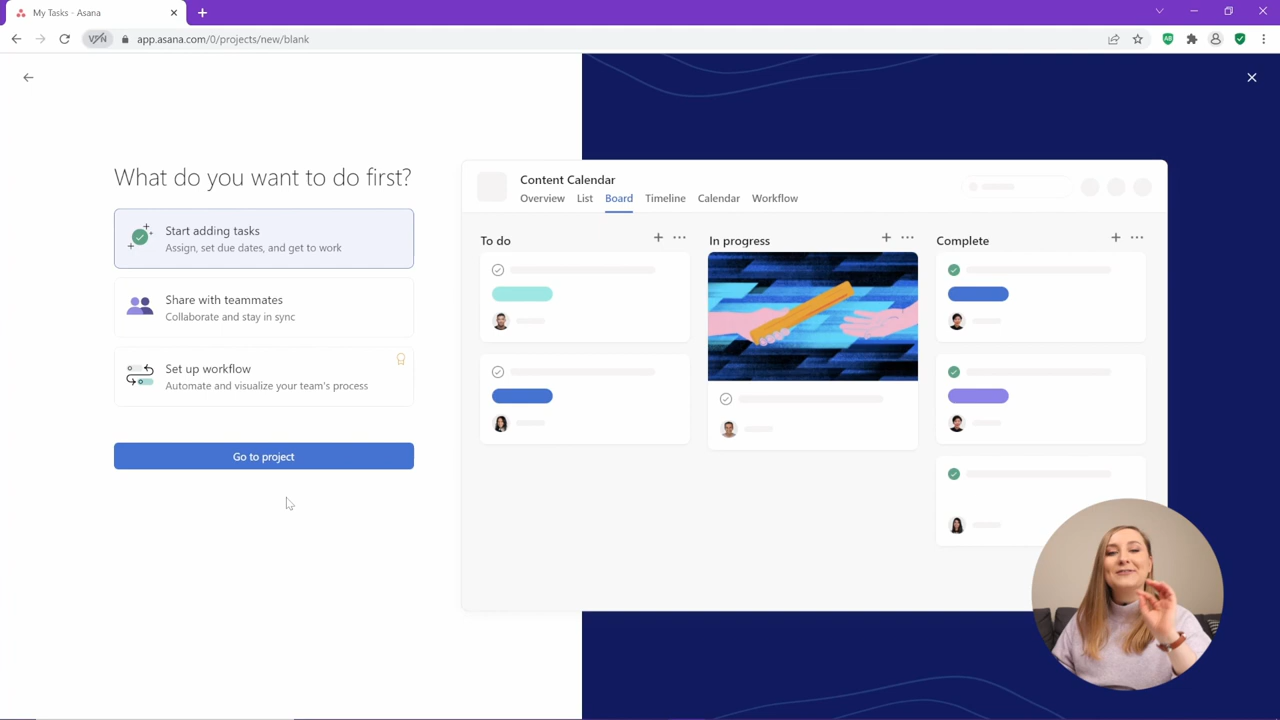 My Tasks - Asana
VPN
app.asana.com/0/projects/new/blank
What do you want to do first?
Start adding tasks
Assign, set due dates, and get to work
Share with teammates
Collaborate and stay in sync
Set up workflow
Automate and visualize your team's process
Go to project
Content Calendar
Overview List Board Timeline Calendar Workflow
To do
In progress
Complete